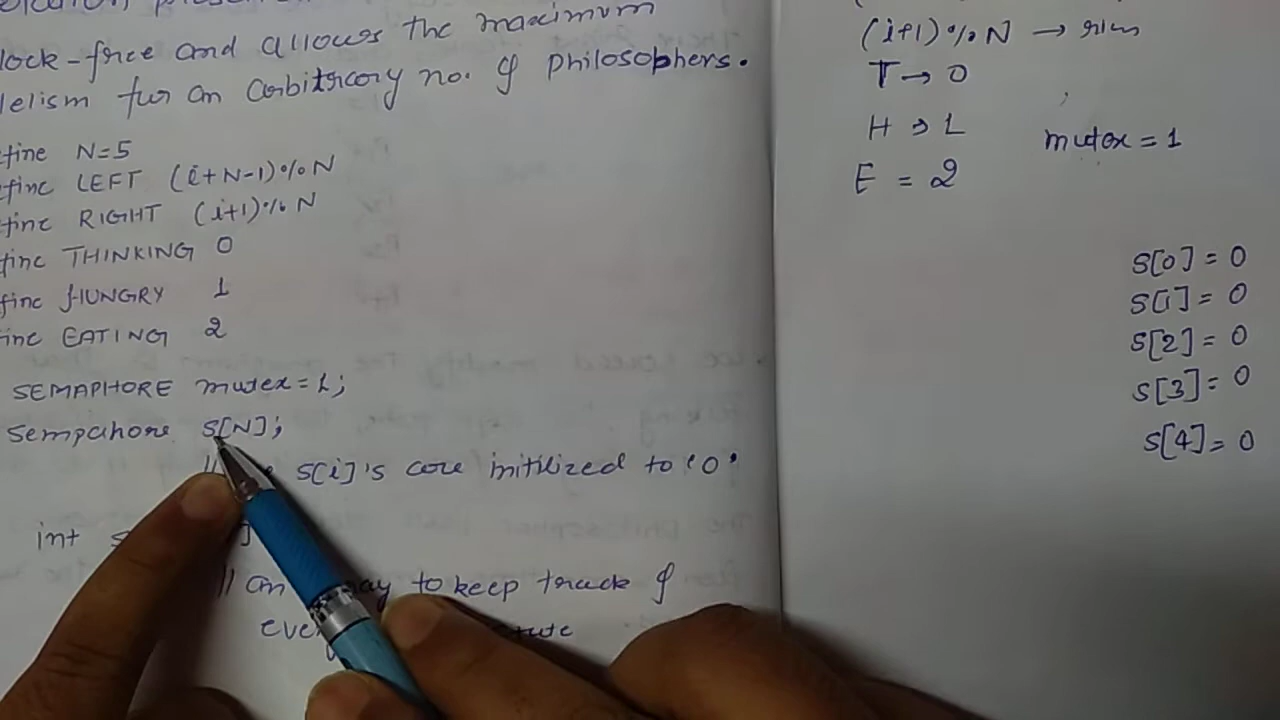 lock-free and allows the maximum
lelism for an arbitrary no. of philosophers.
fine N=5
fine LEFT (i+N-1)%N
fine RIGHT (i+1)%N
fine THINKING 0
fine HUNGRY 1
ine EATING 2
SEMAPHORE mutex=1;
Sempahore S[N];
// S[i]'s are initilized to '0'
int s ]
// an ay to keep track of
eve
(i+1)%N →
T → 0
H → 1
E = 2
mutex = 1
S[0] = 0
S[1] = 0
S[2] = 0
S[3] = 0
S[4] = 0